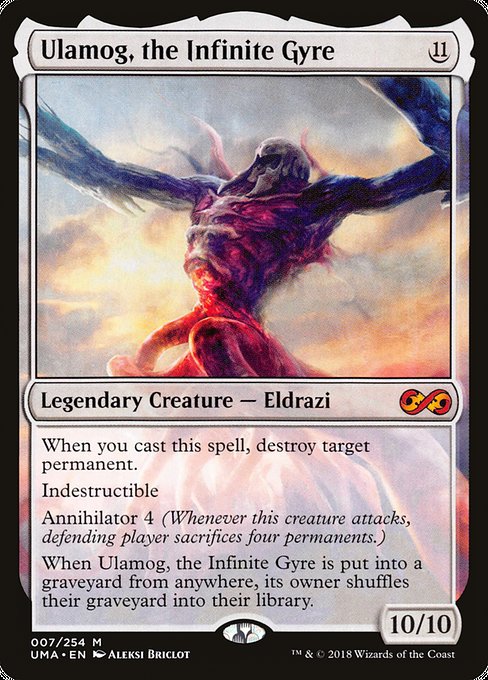 Ulamog, the Infinite Gyre 11
Legendary Creature — Eldrazi
When you cast this spell, destroy target
permanent.
Indestructible
Annihilator 4 (Whenever this creature attacks,
defending player sacrifices four permanents.)
When Ulamog, the Infinite Gyre is put into a
graveyard from anywhere, its owner shuffles
their graveyard into their library.
10/10
007/254 M
UMA • EN Aleksi Briclot
™ & © 2018 Wizards of the Coast